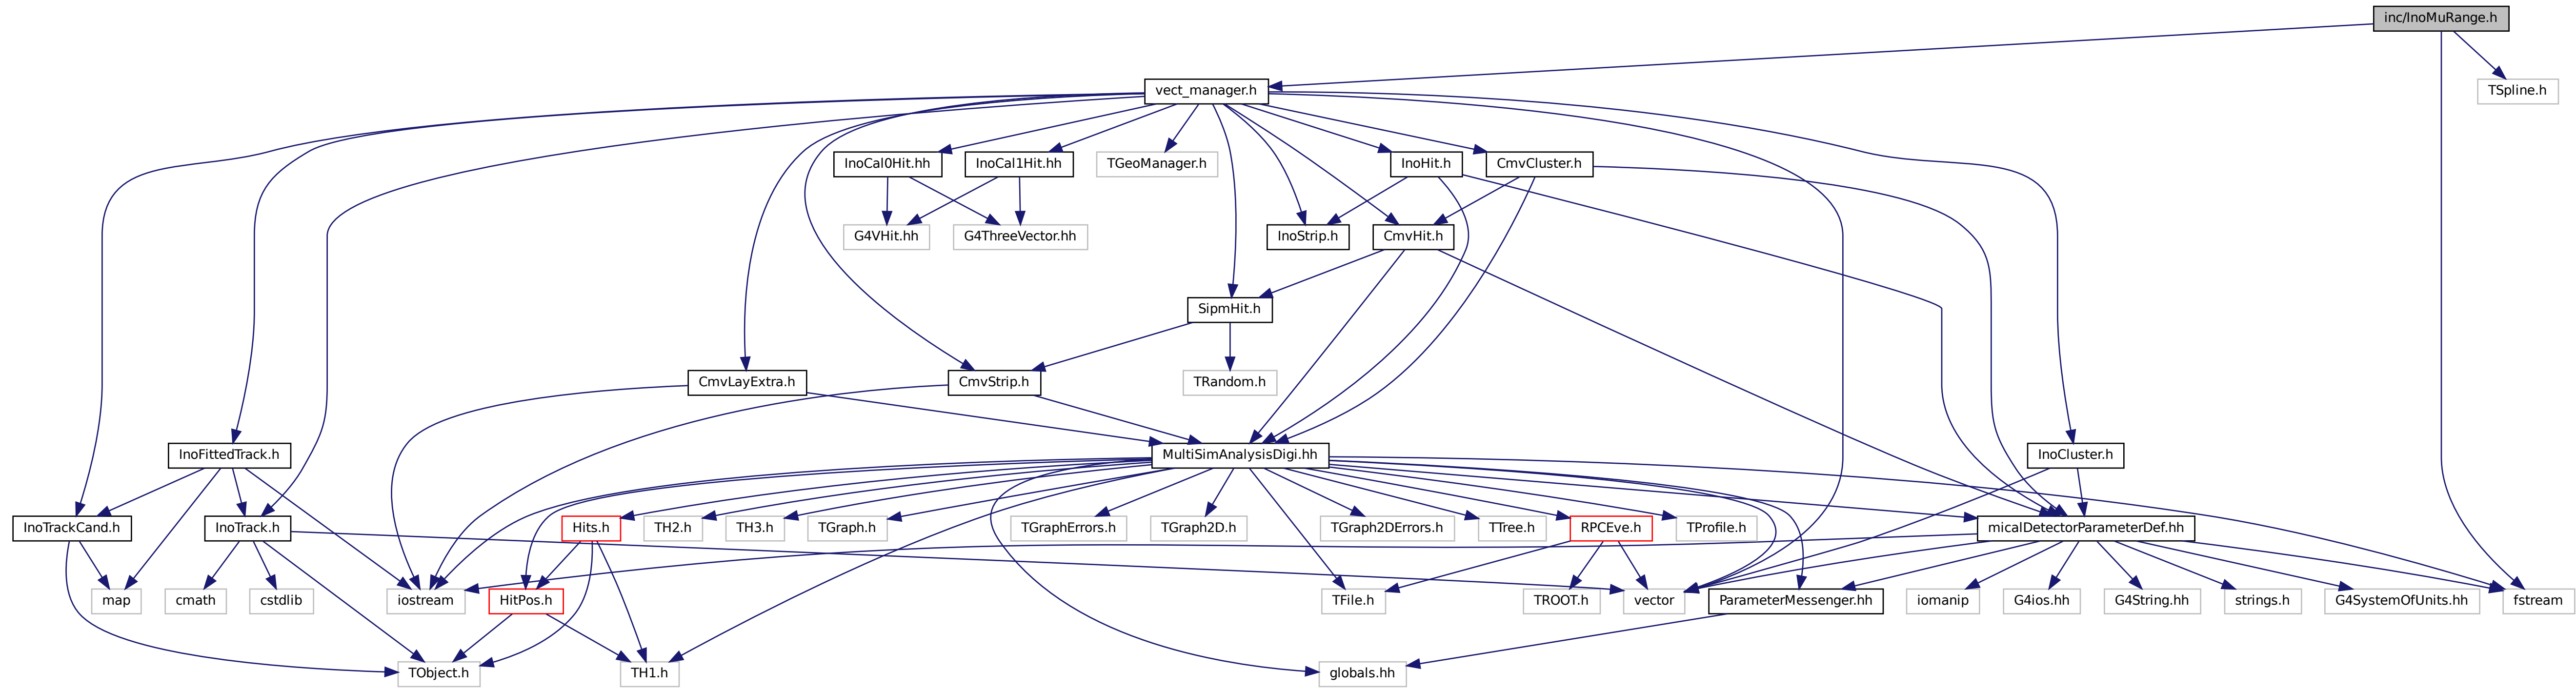 inc/InoMuRange.h
vect_manager.h
TSpline.h
InoCal0Hit.hh
InoCal1Hit.hh
TGeoManager.h
InoHit.h
CmvCluster.h
G4VHit.hh
G4ThreeVector.hh
InoStrip.h
CmvHit.h
SipmHit.h
CmvLayExtra.h
CmvStrip.h
TRandom.h
InoFittedTrack.h
MultiSimAnalysisDigi.hh
InoCluster.h
InoTrackCand.h
InoTrack.h
Hits.h
TH2.h
TH3.h
TGraph.h
TGraphErrors.h
TGraph2D.h
TGraph2DErrors.h
TTree.h
RPCEve.h
TProfile.h
micalDetectorParameterDef.hh
map
cmath
cstdlib
iostream
HitPos.h
TFile.h
TROOT.h
vector
ParameterMessenger.hh
iomanip
G4ios.hh
G4String.hh
strings.h
G4SystemOfUnits.hh
fstream
TObject.h
TH1.h
globals.hh